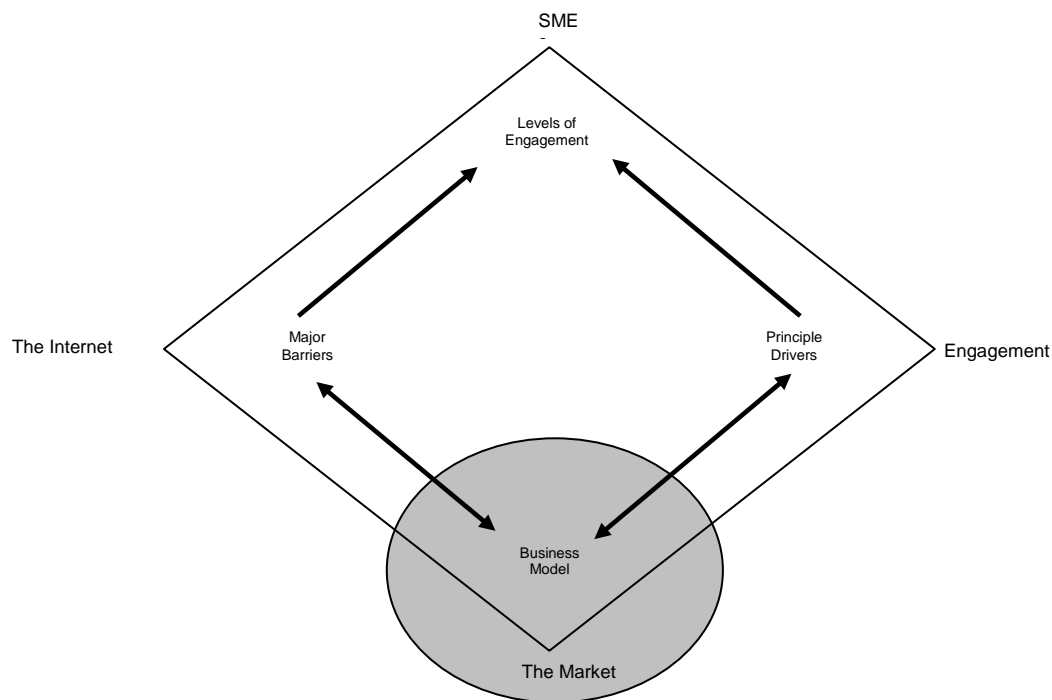 SME
Levels of
Engagement
The Internet
Major
Barriers
Principle
Drivers
Engagement
Business
Model
The Market